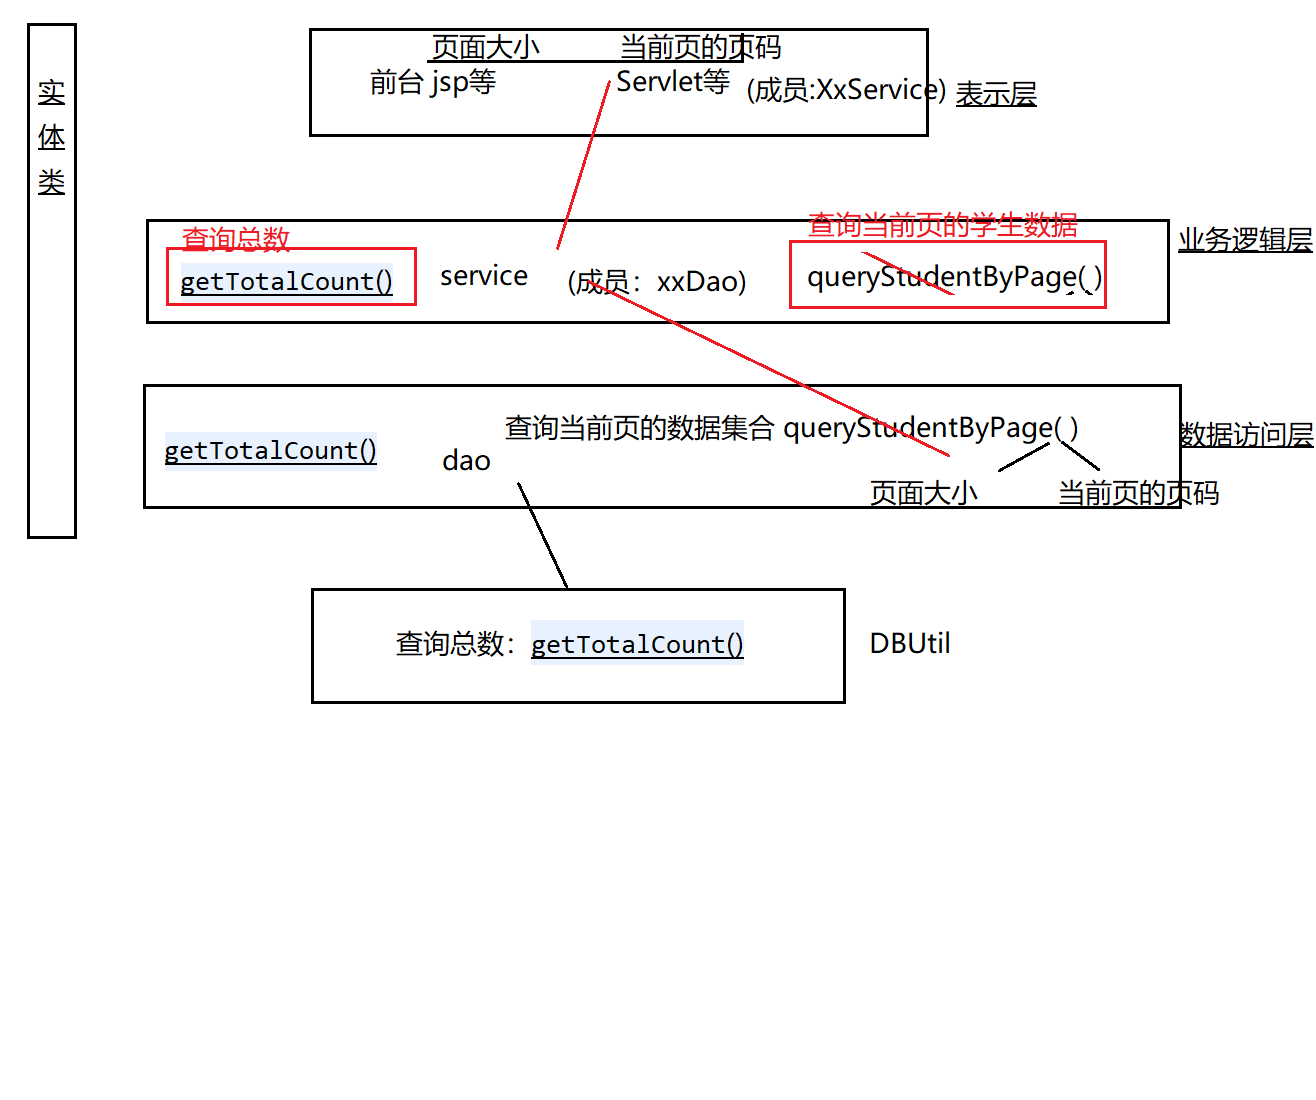 实
体
类
页面大小 当前页的页码
前台 jsp等 Servlet等 (成员:XxService) 表示层
查询总数 查询当前页的学生数据 业务逻辑层
getTotalCount() service (成员：xxDao) queryStudentByPage( )
查询当前页的数据集合 queryStudentByPage( ) 数据访问层
getTotalCount() dao
页面大小 当前页的页码
查询总数：getTotalCount() DBUtil